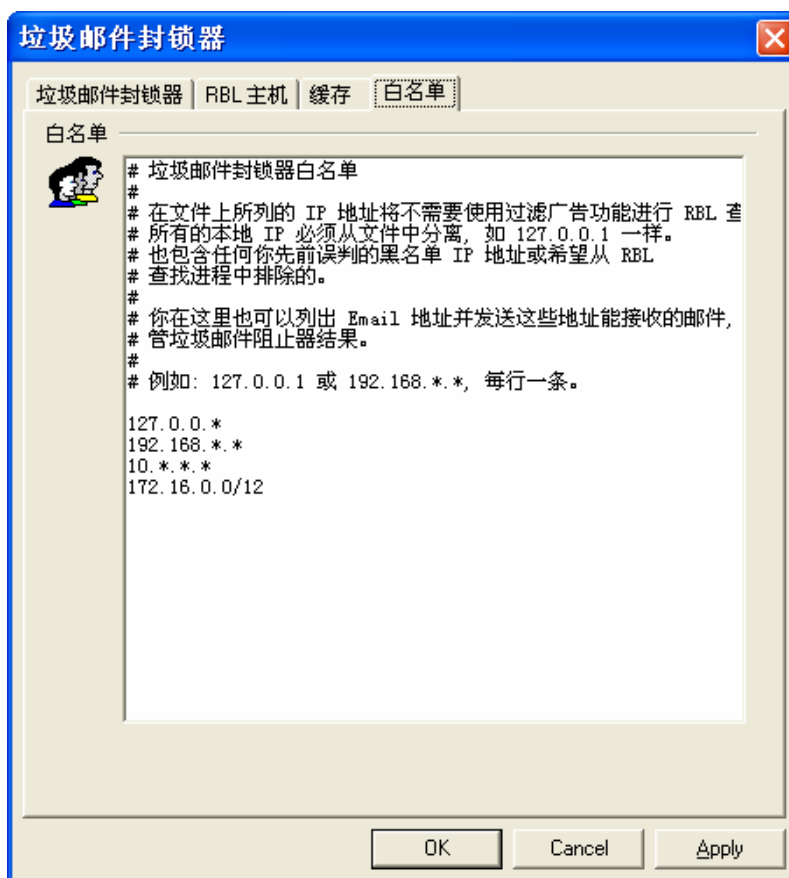 垃圾邮件封锁器
垃圾邮件封锁器 RBL 主机 缓存 白名单
白名单
# 垃圾邮件封锁器白名单
#
# 在文件上所列的 IP 地址将不需要使用过滤广告功能进行 RBL 查
# 所有的本地 IP 必须从文件中分离, 如 127.0.0.1 一样。
# 也包含任何你先前误判的黑名单 IP 地址或希望从 RBL
# 查找进程中排除的。
#
# 你在这里也可以列出 Email 地址并发送这些地址能接收的邮件,
# 管垃圾邮件阻止器结果。
#
# 例如: 127.0.0.1 或 192.168.*.*, 每行一条。
127.0.0.*
192.168.*.*
10.*.*.*
172.16.0.0/12
OK Cancel Apply